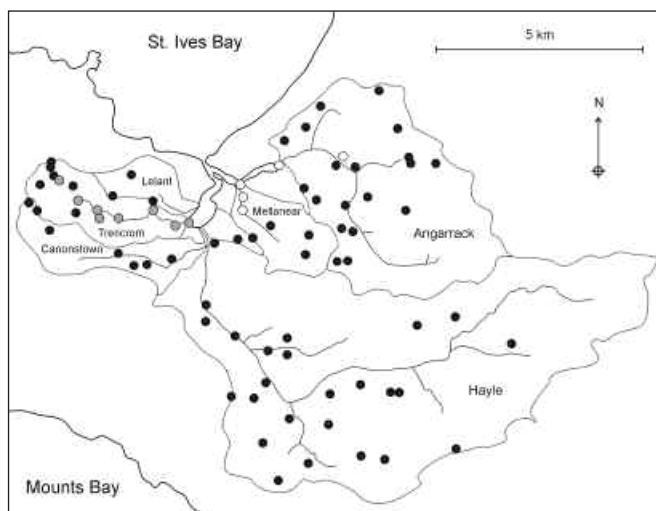 St. Ives Bay
5 km
N
Lelant
Mellanear
Trencrom
Angarrack
Canonstown
Hayle
Mounts Bay